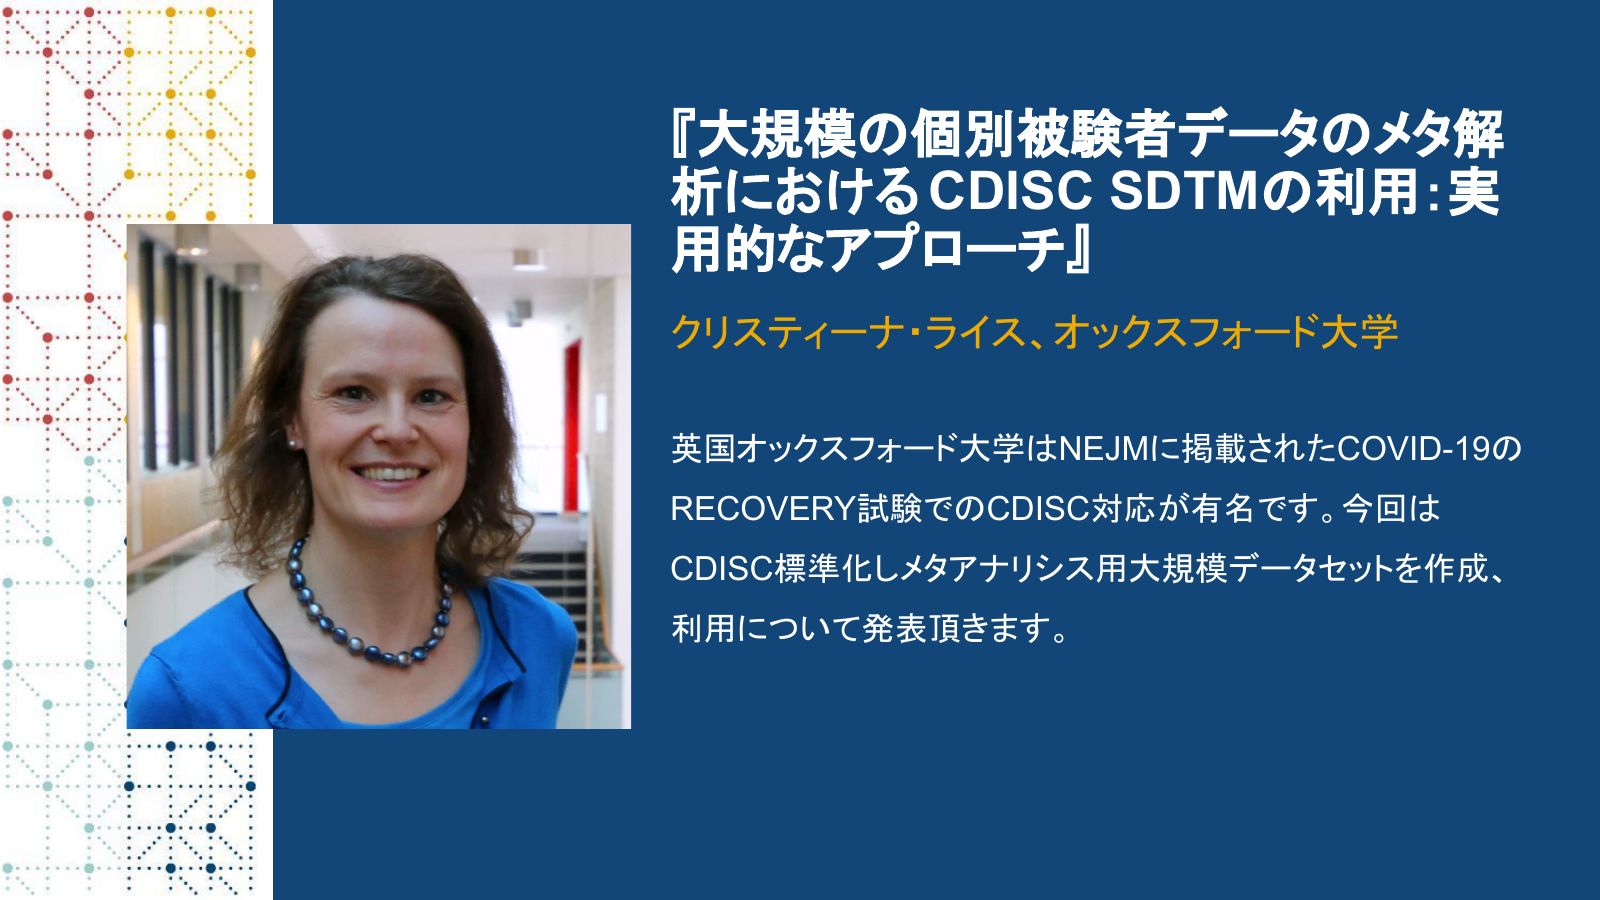 『大規模の個別被験者データのメタ解
析におけるCDISC SDTMの利用：実
用的なアプローチ』
クリスティーナ・ライス、オックスフォード大学
英国オックスフォード大学はNEJMに掲載されたCOVID-19の
RECOVERY試験でのCDISC対応が有名です。今回は
CDISC標準化しメタアナリシス用大規模データセットを作成、
利用について発表頂きます。